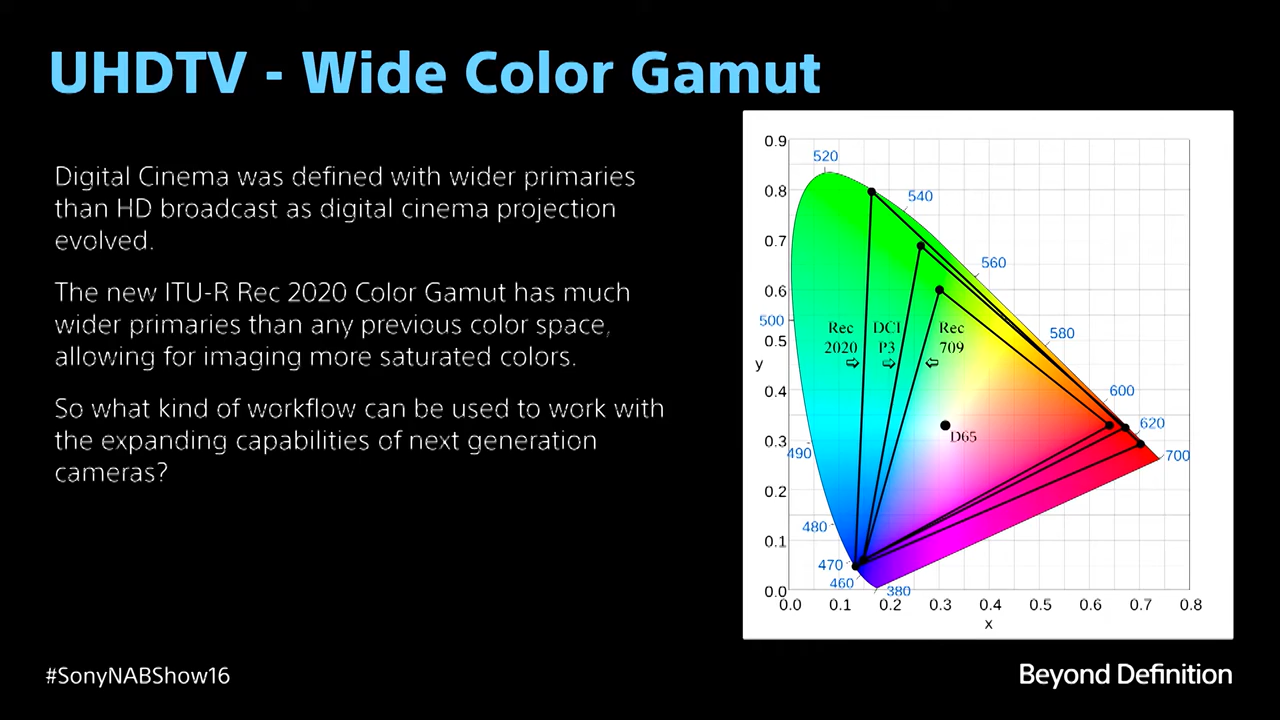 UHDTV - Wide Color Gamut
Digital Cinema was defined with wider primaries
than HD broadcast as digital cinema projection
evolved.
The new ITU-R Rec 2020 Color Gamut has much
wider primaries than any previous color space,
allowing for imaging more saturated colors.
So what kind of workflow can be used to work with
the expanding capabilities of next generation
cameras?
0.9
520
0.8
540
0.7
560
0.6
500
580
Rec
2020
DCI
P3
Rec
709
0.5
y
0.4
600
620
D65
0.3
490
700
0.2
480
0.1
470
460
380
0.0
0.0 0.1 0.2 0.3 0.4 0.5 0.6 0.7 0.8
x
#SonyNABShow16
Beyond Definition